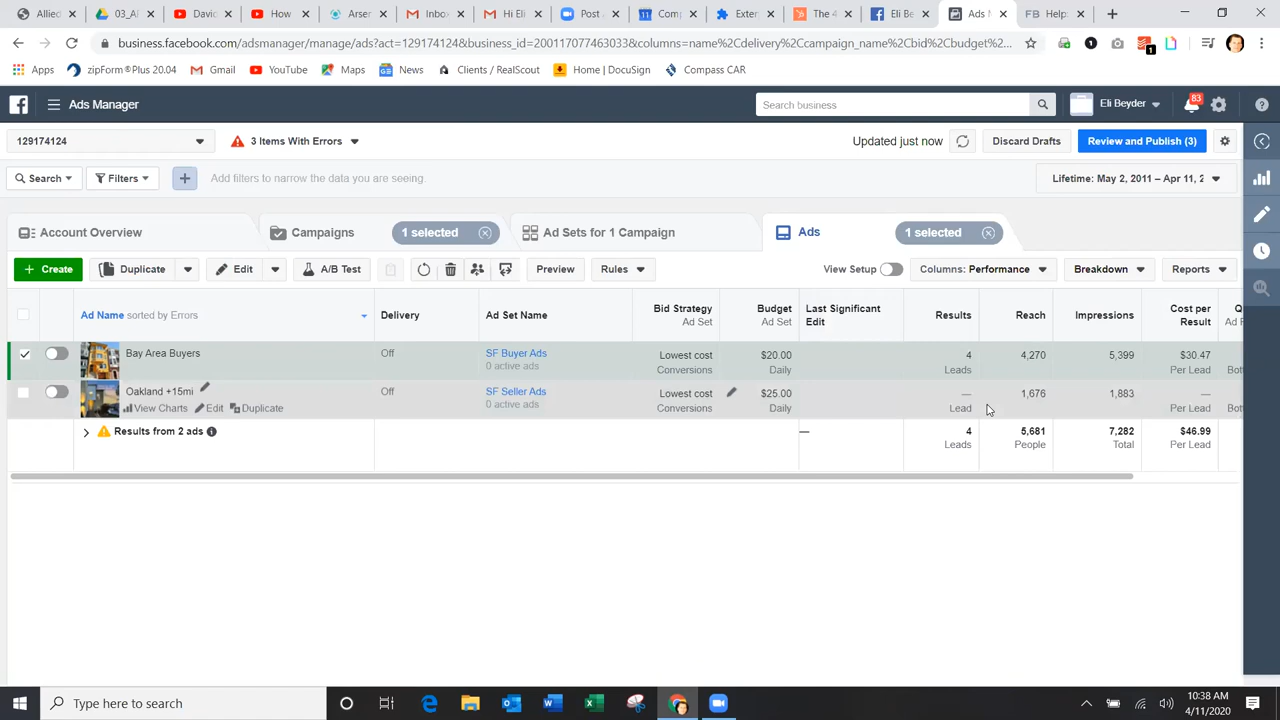 Allied
03_Al
David
How
Arser
Inbox
Hi Eli
Post
Comp
Exter
The 4
Eli Be
Ads M
FB Help:
business.facebook.com/adsmanager/manage/ads?act=129174124&business_id=200117077463033&columns=name%2Cdelivery%2Ccampaign_name%2Cbid%2Cbudget%2...
Apps
zipForm®Plus 20.04
Gmail
YouTube
Maps
News
Clients / RealScout
Home | DocuSign
Compass CAR
Ads Manager
Search business
Eli Beyder
83
129174124
3 Items With Errors
Updated just now
Discard Drafts
Review and Publish (3)
Search
Filters
Add filters to narrow the data you are seeing.
Lifetime: May 2, 2011 – Apr 11, 2
Account Overview
Campaigns
1 selected
Ad Sets for 1 Campaign
Ads
1 selected
+ Create
Duplicate
Edit
A/B Test
Preview
Rules
View Setup
Columns: Performance
Breakdown
Reports
Ad Name sorted by Errors
Delivery
Ad Set Name
Bid Strategy
Ad Set
Budget
Ad Set
Last Significant
Edit
Results
Reach
Impressions
Cost per
Result
Q
Ad F
Bay Area Buyers
Off
SF Buyer Ads
0 active ads
Lowest cost
Conversions
$20.00
Daily
4
Leads
4,270
5,399
$30.47
Per Lead
Bott
Oakland +15mi
View Charts
Edit
Duplicate
Off
SF Seller Ads
0 active ads
Lowest cost
Conversions
$25.00
Daily
—
Lead
1,676
1,883
—
Per Lead
Bott
Results from 2 ads
—
4
Leads
5,681
People
7,282
Total
$46.99
Per Lead
Type here to search
10:38 AM
4/11/2020